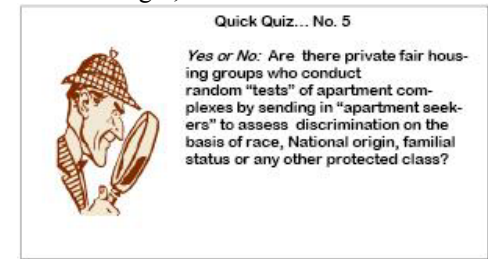 Quick Quiz... No. 5
Yes or No: Are there private fair hous-
ing groups who conduct
random “tests” of apartment com-
plexes by sending in “apartment seek-
ers” to assess discrimination on the
basis of race, National origin, familial
status or any other protected class?